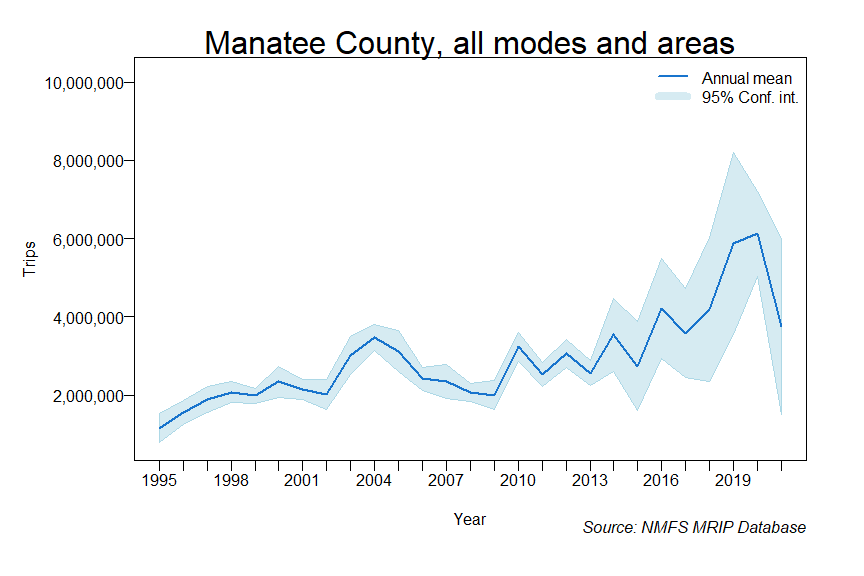 Manatee County, all modes and areas
Annual mean
95% Conf. int.
10,000,000
8,000,000
6,000,000
4,000,000
2,000,000
Trips
1995 1998 2001 2004 2007 2010 2013 2016 2019
Year
Source: NMFS MRIP Database